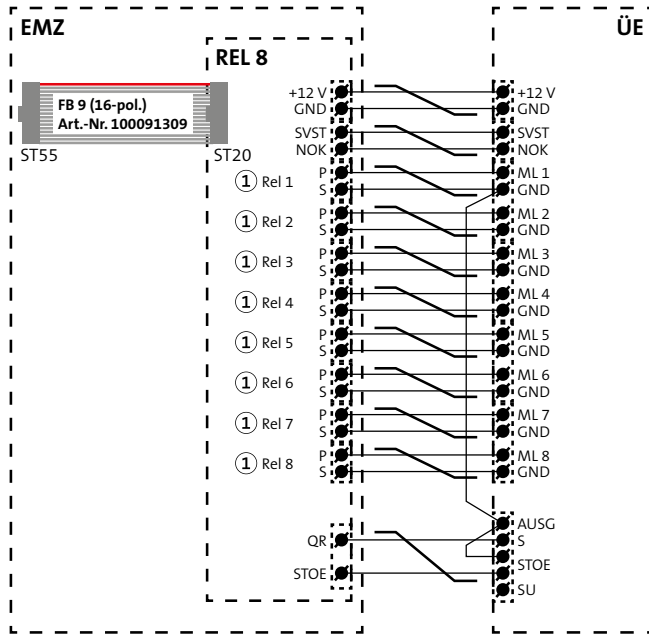 EMZ
ÜE
REL 8
FB 9 (16-pol.)
Art.-Nr. 100091309
ST55
ST20
+12 V
+12 V
GND
GND
SVST
SVST
NOK
NOK
1 Rel 1
P
ML 1
S
GND
1 Rel 2
P
ML 2
S
GND
1 Rel 3
P
ML 3
S
GND
1 Rel 4
P
ML 4
S
GND
1 Rel 5
P
ML 5
S
GND
1 Rel 6
P
ML 6
S
GND
1 Rel 7
P
ML 7
S
GND
1 Rel 8
P
ML 8
S
GND
AUSG
QR
S
STOE
STOE
SU